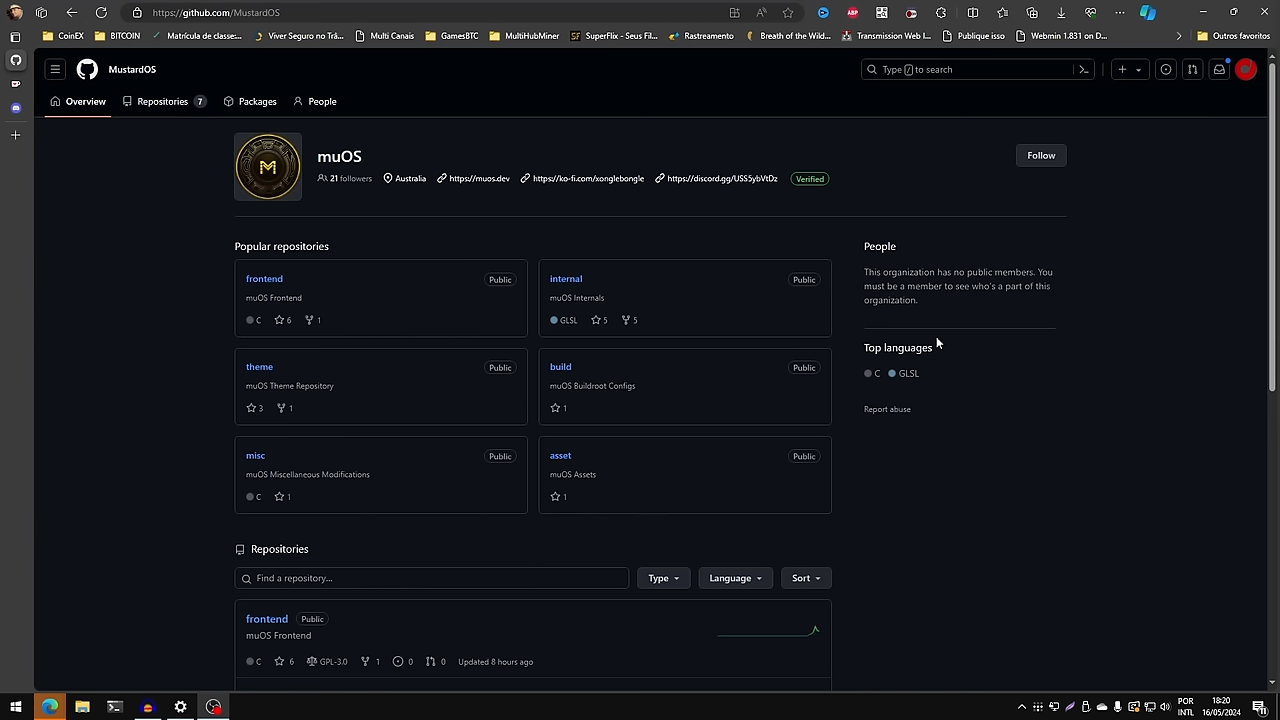 https://github.com/MustardOS
CoinEX
BITCOIN
Matrícula de classe:...
Viver Seguro no Trâ...
Multi Canais
GamesBTC
MultiHubMiner
SuperFlix - Seus Fil...
Rastreamento
Breath of the Wild...
Transmission Web I...
Publique isso
Webmin 1.831 on D...
Outros favoritos
MustardOS
Type / to search
Overview
Repositories 7
Packages
People
muOS
Follow
21 followers
Australia
https://muos.dev
https://ko-fi.com/xonglebongle
https://discord.gg/USS5ybVtDz
Verified
Popular repositories
frontend
Public
muOS Frontend
C 6 1
internal
Public
muOS Internals
GLSL 5 5
theme
Public
muOS Theme Repository
3 1
build
Public
muOS Buildroot Configs
1
misc
Public
muOS Miscellaneous Modifications
C 1
asset
Public
muOS Assets
1
People
This organization has no public members. You
must be a member to see who's a part of this
organization.
Top languages
C GLSL
Report abuse
Repositories
Find a repository...
Type
Language
Sort
frontend Public
muOS Frontend
C 6 GPL-3.0 1 0 0 Updated 8 hours ago
POR
INTL
18:20
16/05/2024